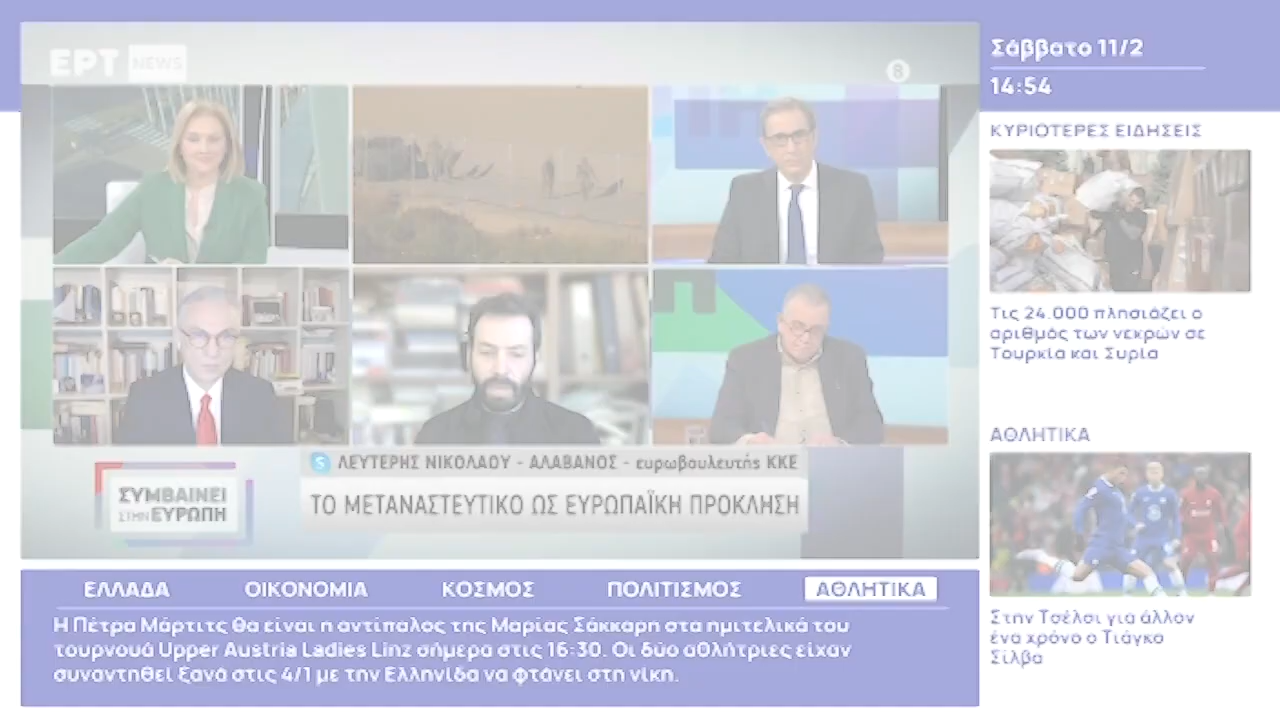 ΕΡΤ NEWS
8
Σάββατο 11/2
14:54
ΚΥΡΙΟΤΕΡΕΣ ΕΙΔΗΣΕΙΣ
Τις 24.000 πλησιάζει ο
αριθμός των νεκρών σε
Τουρκία και Συρία
ΑΘΛΗΤΙΚΑ
Στην Τσέλσι για άλλον
ένα χρόνο ο Τιάγκο
Σίλβα
ΛΕΥΤΕΡΗΣ ΝΙΚΟΛΑΟΥ - ΑΛΑΒΑΝΟΣ - ευρωβουλευτής ΚΚΕ
ΣΥΜΒΑΙΝΕΙ
ΣΤΗΝ ΕΥΡΩΠΗ
ΤΟ ΜΕΤΑΝΑΣΤΕΥΤΙΚΟ ΩΣ ΕΥΡΩΠΑΪΚΗ ΠΡΟΚΛΗΣΗ
ΕΛΛΑΔΑ ΟΙΚΟΝΟΜΙΑ ΚΟΣΜΟΣ ΠΟΛΙΤΙΣΜΟΣ ΑΘΛΗΤΙΚΑ
Η Πέτρα Μάρτιτς θα είναι η αντίπαλος της Μαρίας Σάκκαρη στα ημιτελικά του
τουρνουά Upper Austria Ladies Linz σήμερα στις 16:30. Οι δύο αθλήτριες είχαν
συναντηθεί ξανά στις 4/1 με την Ελληνίδα να φτάνει στη νίκη.